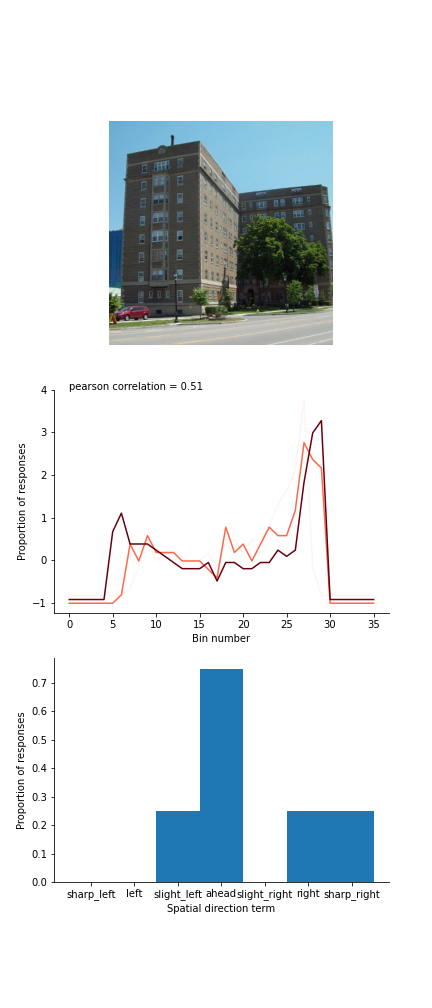 pearson correlation = 0.51
4
3
2
1
0
−1
Proportion of responses
0 5 10 15 20 25 30 35
Bin number
0.7
0.6
0.5
0.4
0.3
0.2
0.1
0.0
Proportion of responses
sharp_left left slight_left ahead slight_right right sharp_right
Spatial direction term